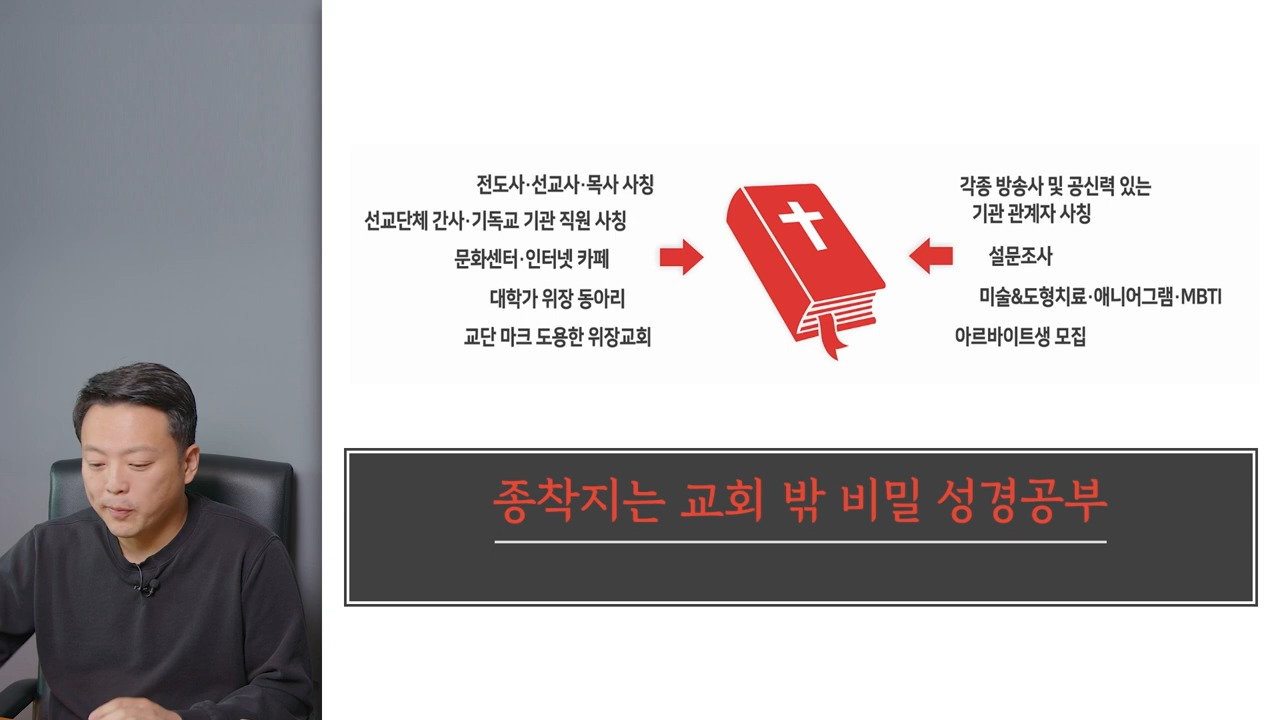 전도사·선교사·목사 사칭
선교단체 간사·기독교 기관 직원 사칭
문화센터·인터넷 카페
대학가 위장 동아리
교단 마크 도용한 위장교회
각종 방송사 및 공신력 있는
기관 관계자 사칭
설문조사
미술&도형치료·애니어그램·MBTI
아르바이트생 모집
종착지는 교회 밖 비밀 성경공부